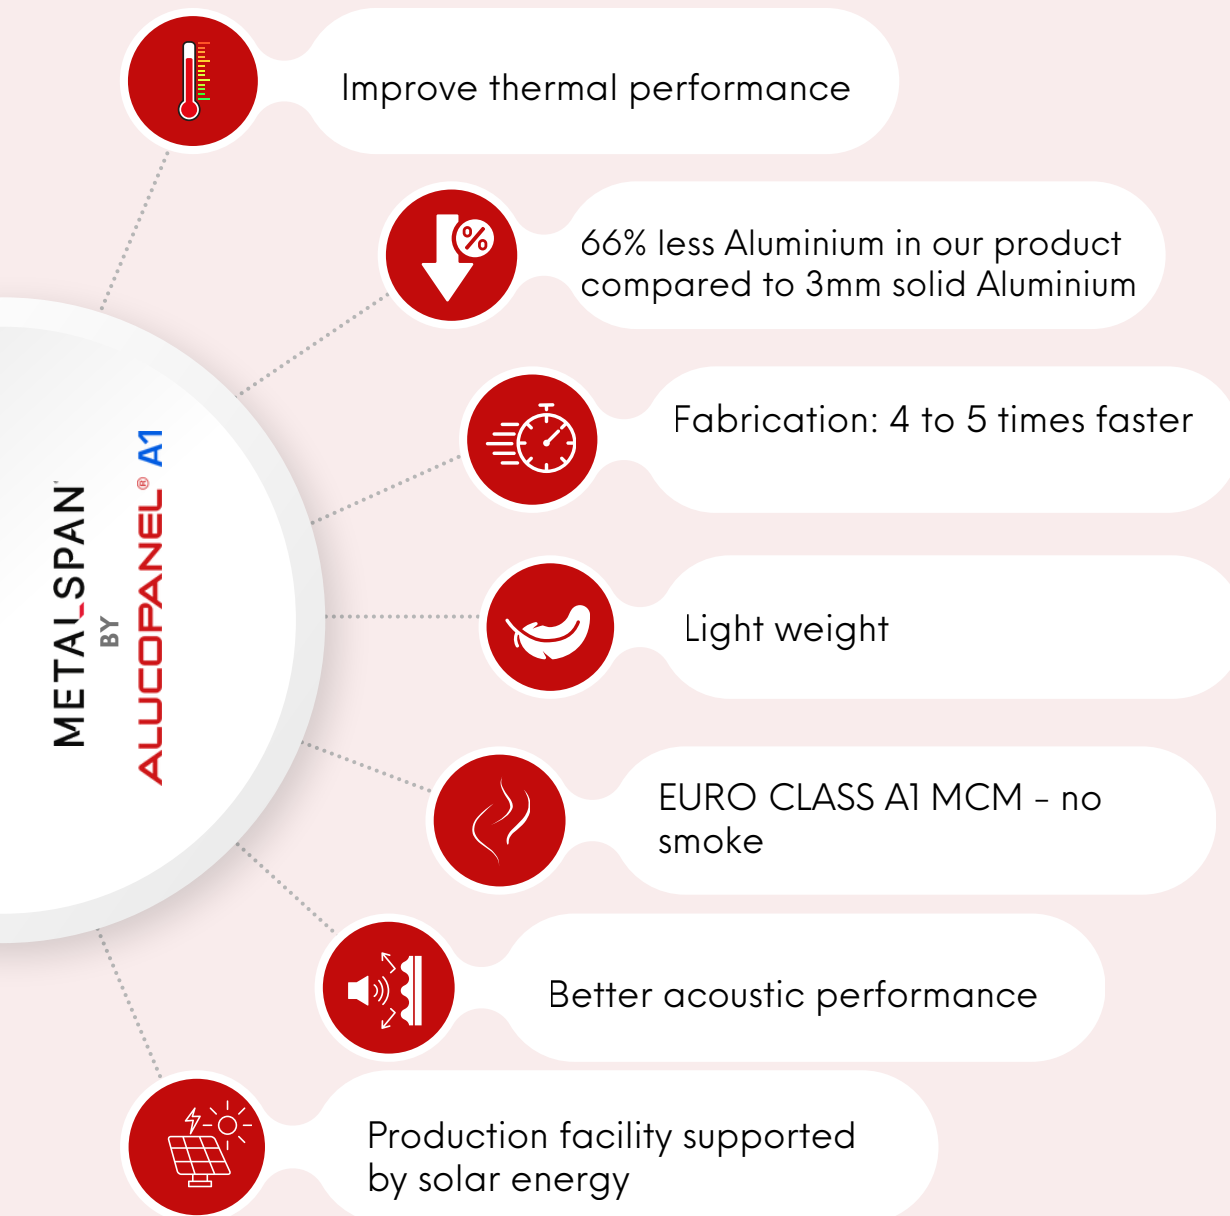 Improve thermal performance
66% less Aluminium in our product
compared to 3mm solid Aluminium
Fabrication: 4 to 5 times faster
METALSPAN
BY
ALUCOPANEL® A1
Light weight
EURO CLASS A1 MCM - no
smoke
Better acoustic performance
Production facility supported
by solar energy